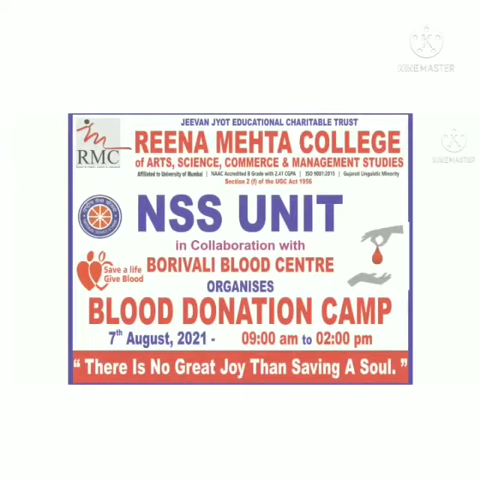 KINEMASTER
JEEVAN JYOT EDUCATIONAL CHARITABLE TRUST
RMC
REENA MEHTA COLLEGE
of ARTS, SCIENCE, COMMERCE & MANAGEMENT STUDIES
Affiliated to University of Mumbai | NAAC Accredited B Grade with 2.41 CGPA | ISO 9001:2015 | Gujarati Linguistic Minority
Section 2 (f) of the UGC Act 1956
KINEMASTER
NSS UNIT
in Collaboration with
Save a life
Give Blood
BORIVALI BLOOD CENTRE
ORGANISES
BLOOD DONATION CAMP
7th August, 2021 - 09:00 am to 02:00 pm
“ There Is No Great Joy Than Saving A Soul. ”